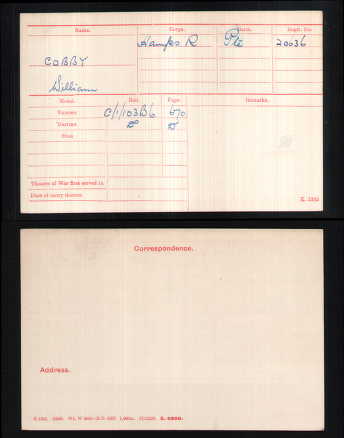 Name. Corps. Rank. Regtl. No.
Hamps R Pte 20036
COBBY
William
Medal. Roll. Page. Remarks.
Victory C/1/103B6 670
British do do
Star
Theatre of War first served in
Date of entry therein
K. 1380
Correspondence.
Address.